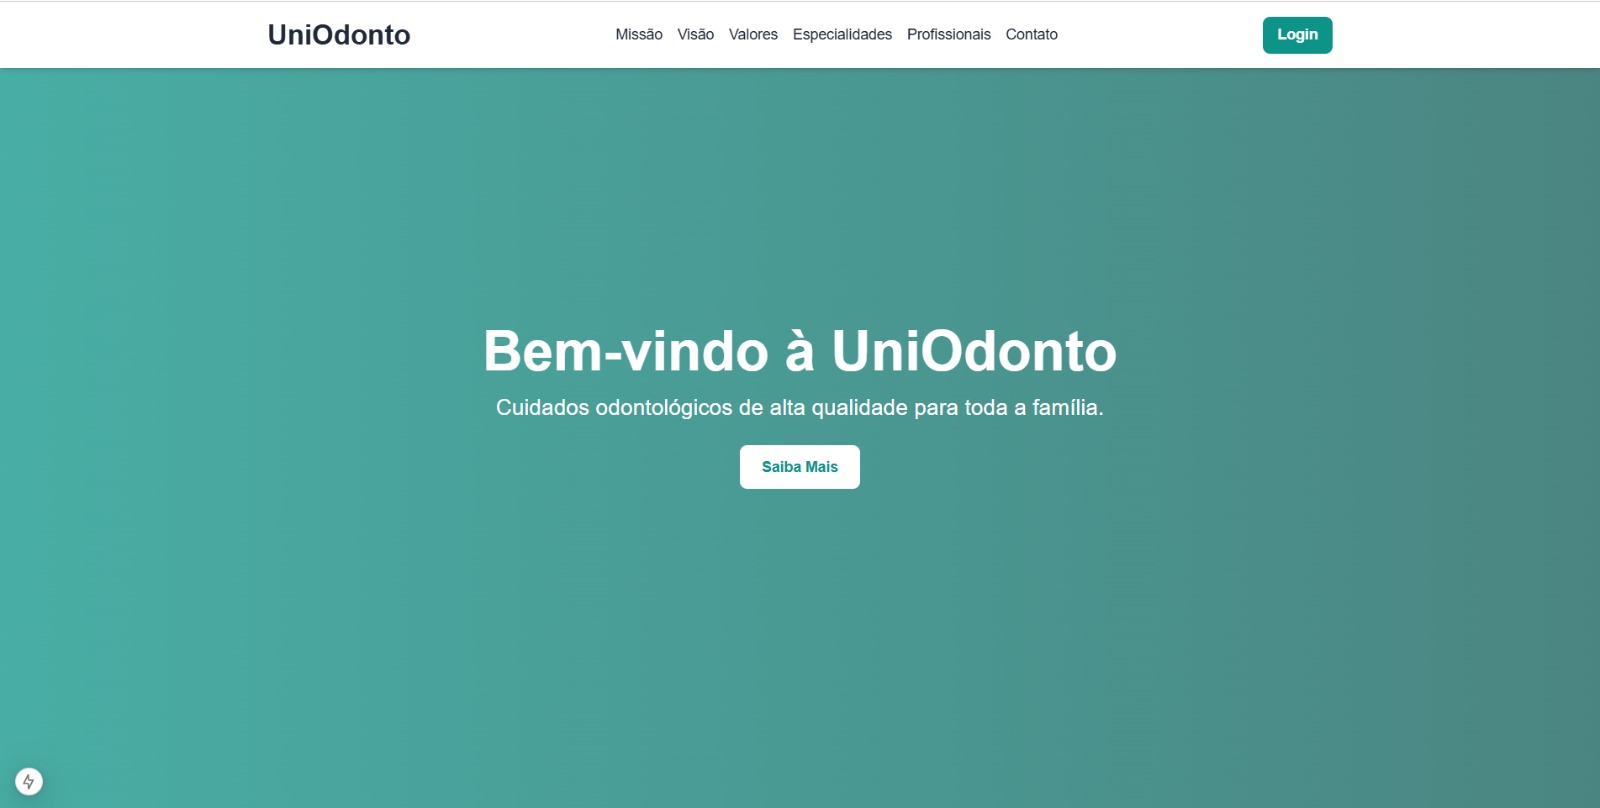 UniOdonto
Missão Visão Valores Especialidades Profissionais Contato
Login
Bem-vindo à UniOdonto
Cuidados odontológicos de alta qualidade para toda a família.
Saiba Mais